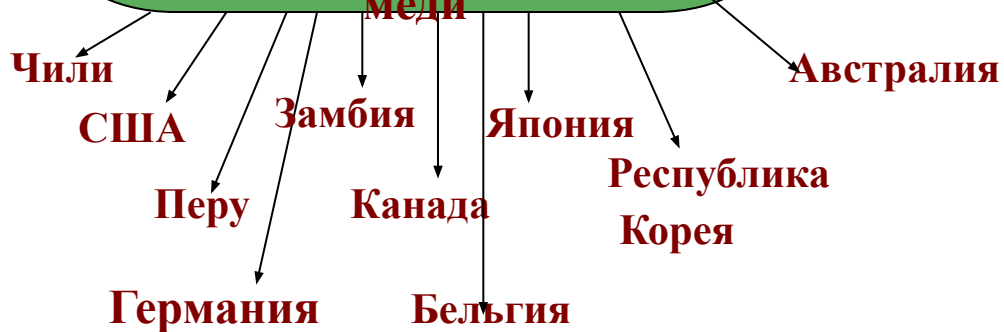 меди
Чили
Австралия
США
Замбия
Япония
Республика
Корея
Перу
Канада
Германия
Бельгия